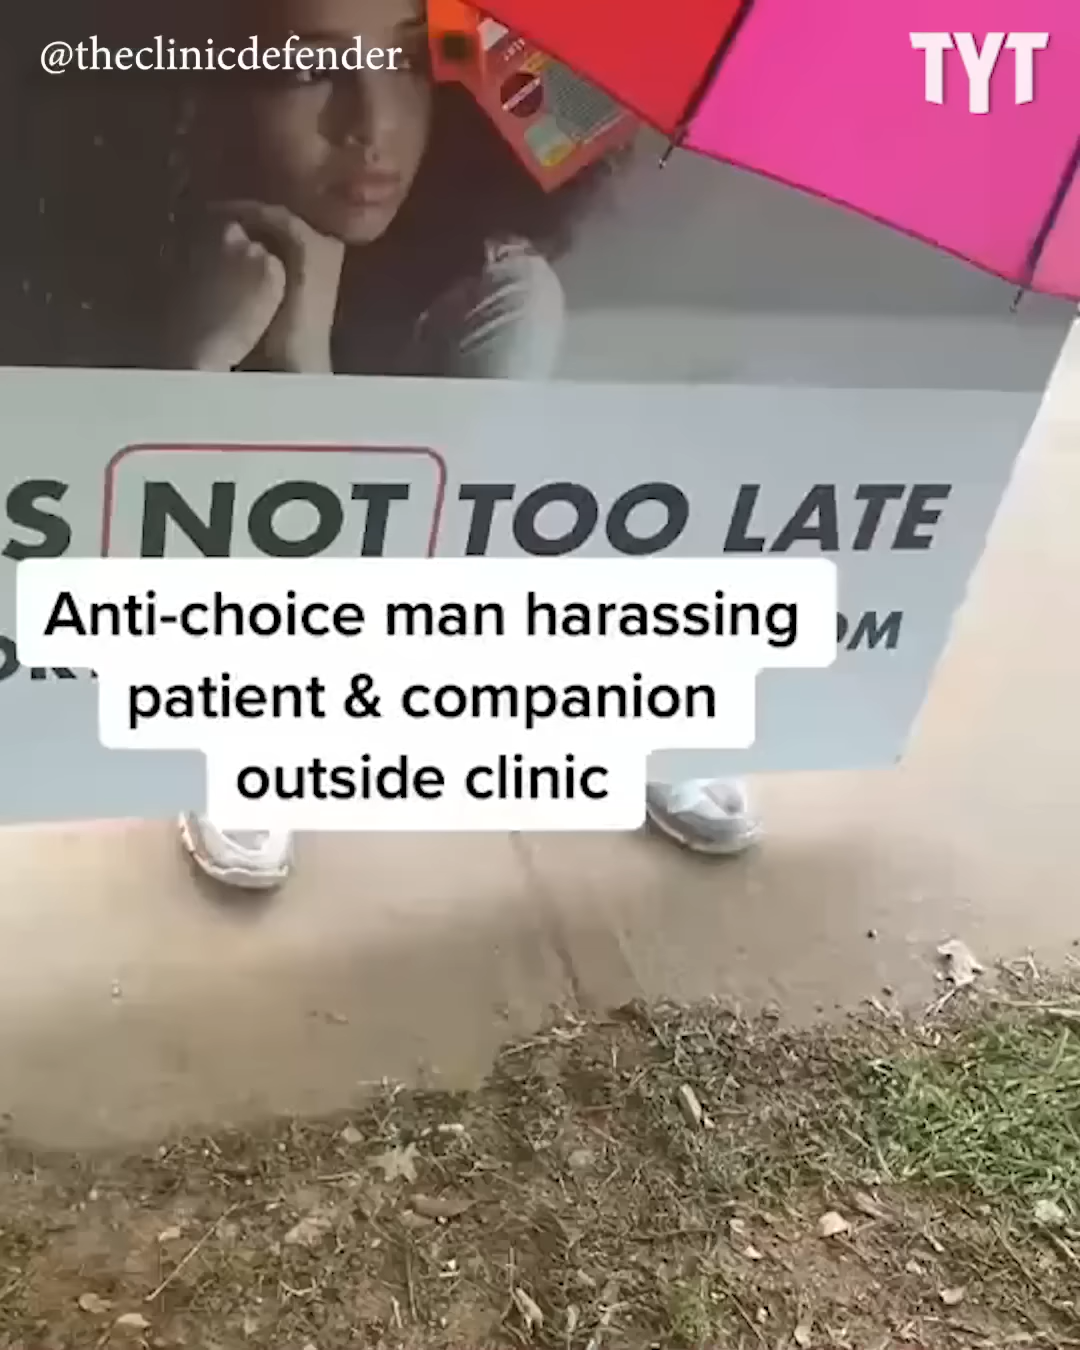 @theclinicdefender
TYT
S NOT TOO LATE
Anti-choice man harassing
patient & companion
outside clinic